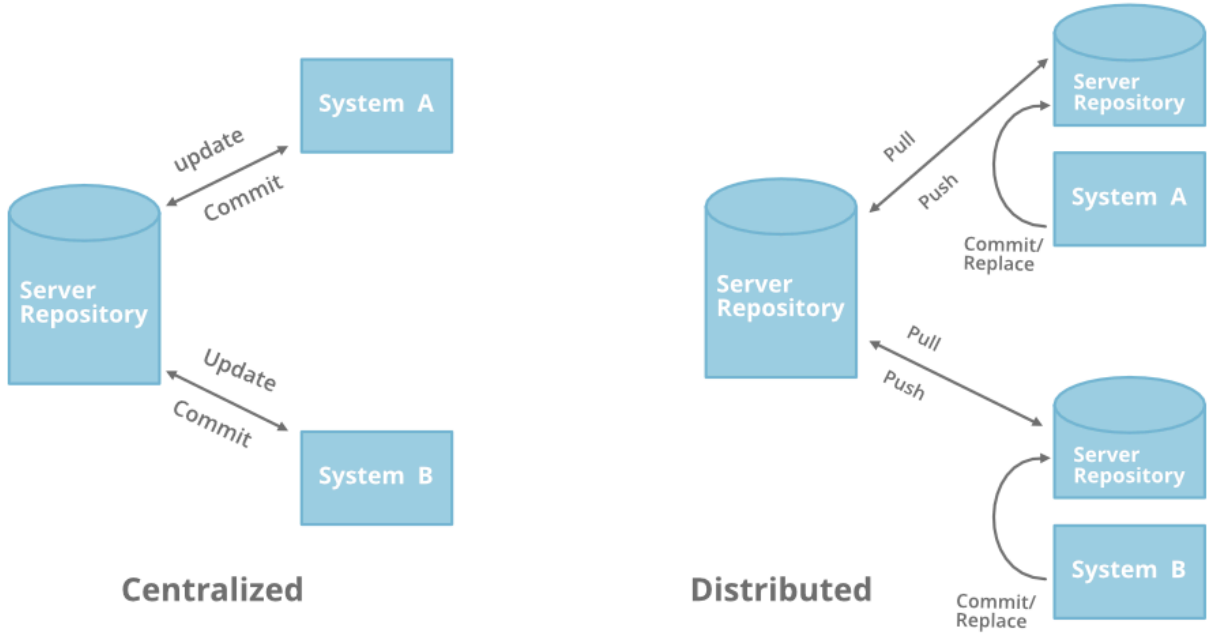 System A
update
Commit
Server
Repository
Update
Commit
System B
Centralized
Server
Repository
Pull
Push
System A
Commit/
Replace
Server
Repository
Pull
Push
Server
Repository
System B
Commit/
Replace
Distributed